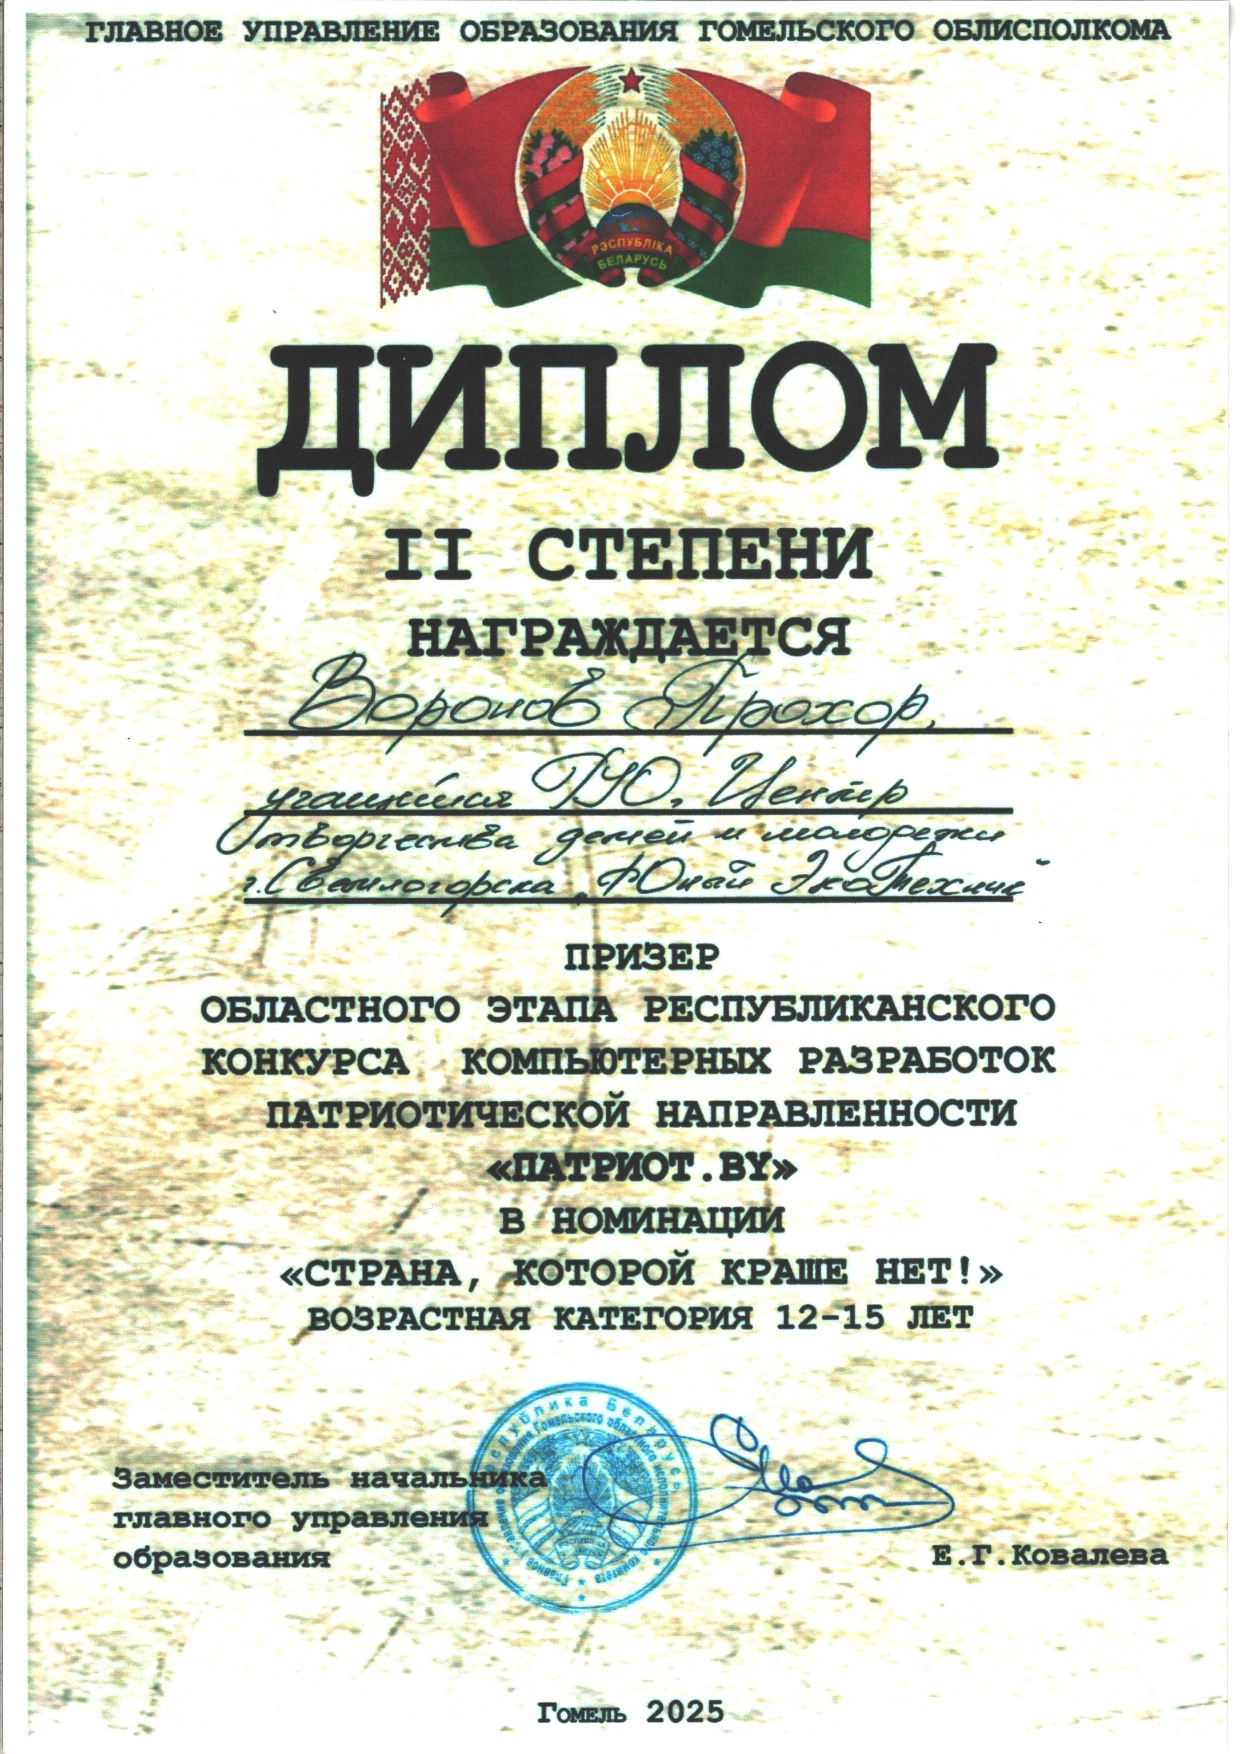 ГЛАВНОЕ УПРАВЛЕНИЕ ОБРАЗОВАНИЯ ГОМЕЛЬСКОГО ОБЛИСПОЛКОМА
РЭСПУБЛІКА
БЕЛАРУСЬ
ДИПЛОМ
II СТЕПЕНИ
НАГРАЖДАЕТСЯ
Воронов Прохор,
учащийся ГУО "Центр
творчества детей и молодежи
г.Светлогорска "Юный ЭкоТехник"
ПРИЗЕР
ОБЛАСТНОГО ЭТАПА РЕСПУБЛИКАНСКОГО
КОНКУРСА КОМПЬЮТЕРНЫХ РАЗРАБОТОК
ПАТРИОТИЧЕСКОЙ НАПРАВЛЕННОСТИ
«ПАТРИОТ.BY»
В НОМИНАЦИИ
«СТРАНА, КОТОРОЙ КРАШЕ НЕТ!»
ВОЗРАСТНАЯ КАТЕГОРИЯ 12-15 ЛЕТ
Республика Беларусь
Заместитель начальника
главного управления
образования
Е.Г.Ковалева
Гомель 2025